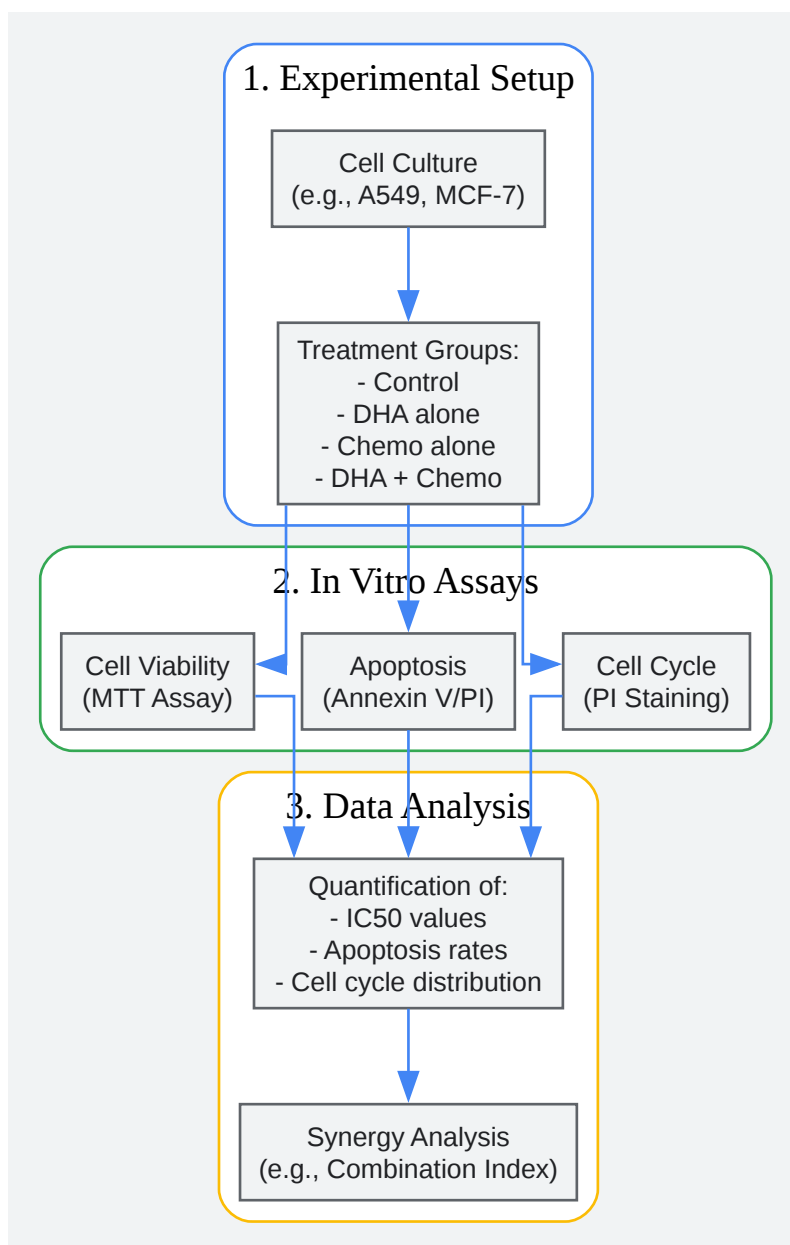 1. Experimental Setup
Cell Culture
(e.g., A549, MCF-7)
Treatment Groups:
- Control
- DHA alone
- Chemo alone
- DHA + Chemo
2. In Vitro Assays
Cell Viability
(MTT Assay)
Apoptosis
(Annexin V/PI)
Cell Cycle
(PI Staining)
3. Data Analysis
Quantification of:
- IC50 values
- Apoptosis rates
- Cell cycle distribution
Synergy Analysis
(e.g., Combination Index)